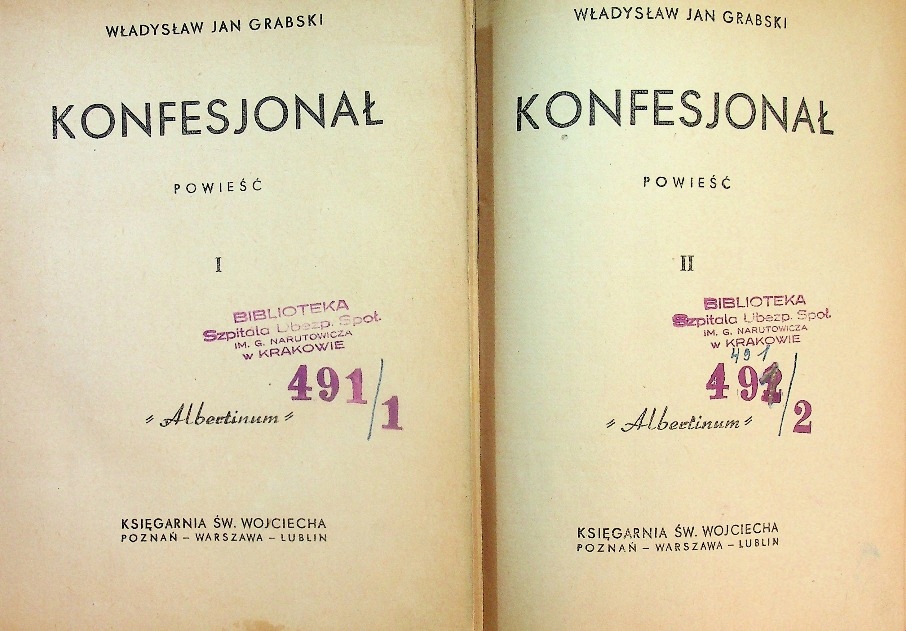 WŁADYSŁAW JAN GRABSKI
KONFESJONAŁ
POWIEŚĆ
I
BIBLIOTEKA
Szpitala Ubezp. Społ.
IM. G. NARUTOWICZA
w KRAKOWIE
491/1
"Albertinum"
KSIĘGARNIA ŚW. WOJCIECHA
POZNAŃ – WARSZAWA – LUBLIN
WŁADYSŁAW JAN GRABSKI
KONFESJONAŁ
POWIEŚĆ
II
BIBLIOTEKA
Szpitala Ubezp. Społ.
IM. G. NARUTOWICZA
w KRAKOWIE
491
492/2
"Albertinum"
KSIĘGARNIA ŚW. WOJCIECHA
POZNAŃ – WARSZAWA – LUBLIN